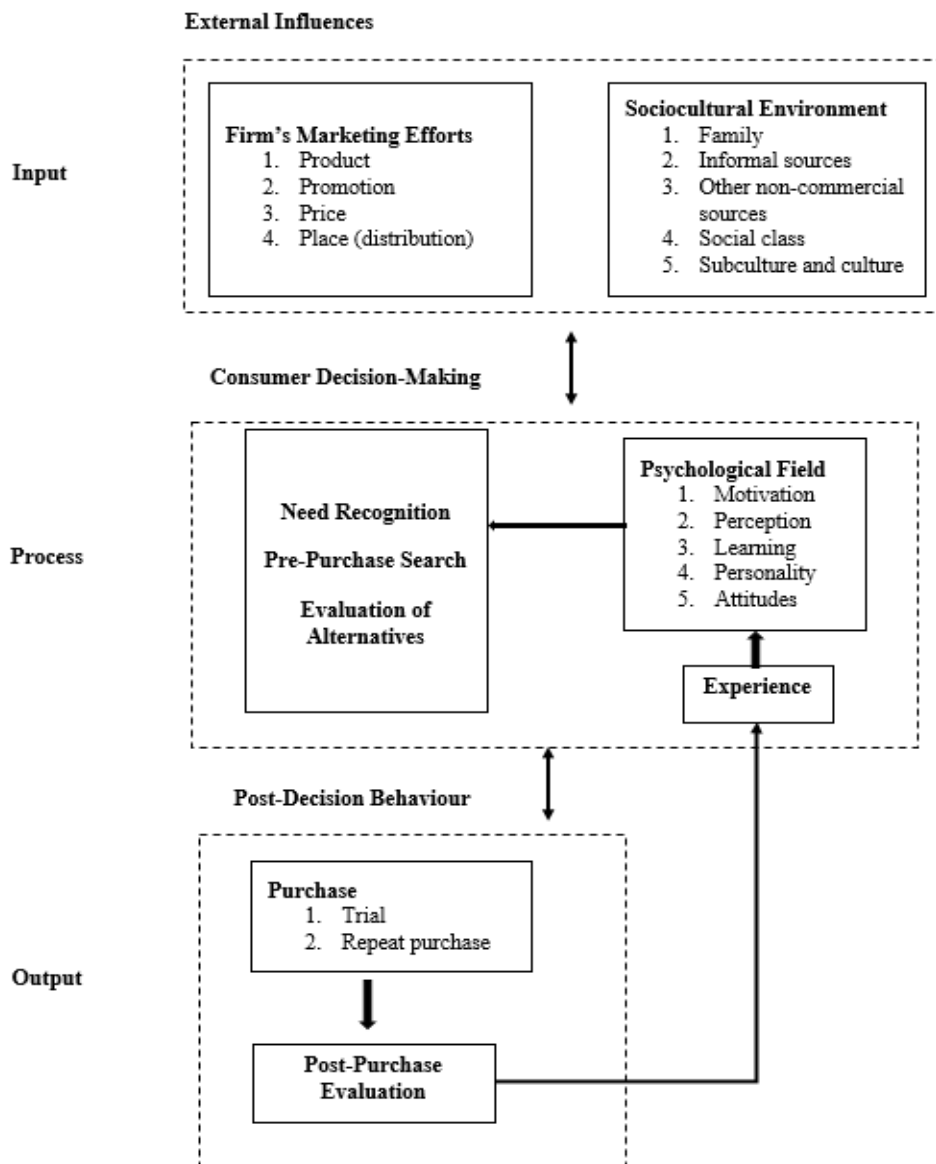 External Influences
Input
Firm's Marketing Efforts
1. Product
2. Promotion
3. Price
4. Place (distribution)
Sociocultural Environment
1. Family
2. Informal sources
3. Other non-commercial
sources
4. Social class
5. Subculture and culture
Consumer Decision-Making
Process
Need Recognition
Pre-Purchase Search
Evaluation of
Alternatives
Psychological Field
1. Motivation
2. Perception
3. Learning
4. Personality
5. Attitudes
Experience
Post-Decision Behaviour
Output
Purchase
1. Trial
2. Repeat purchase
Post-Purchase
Evaluation